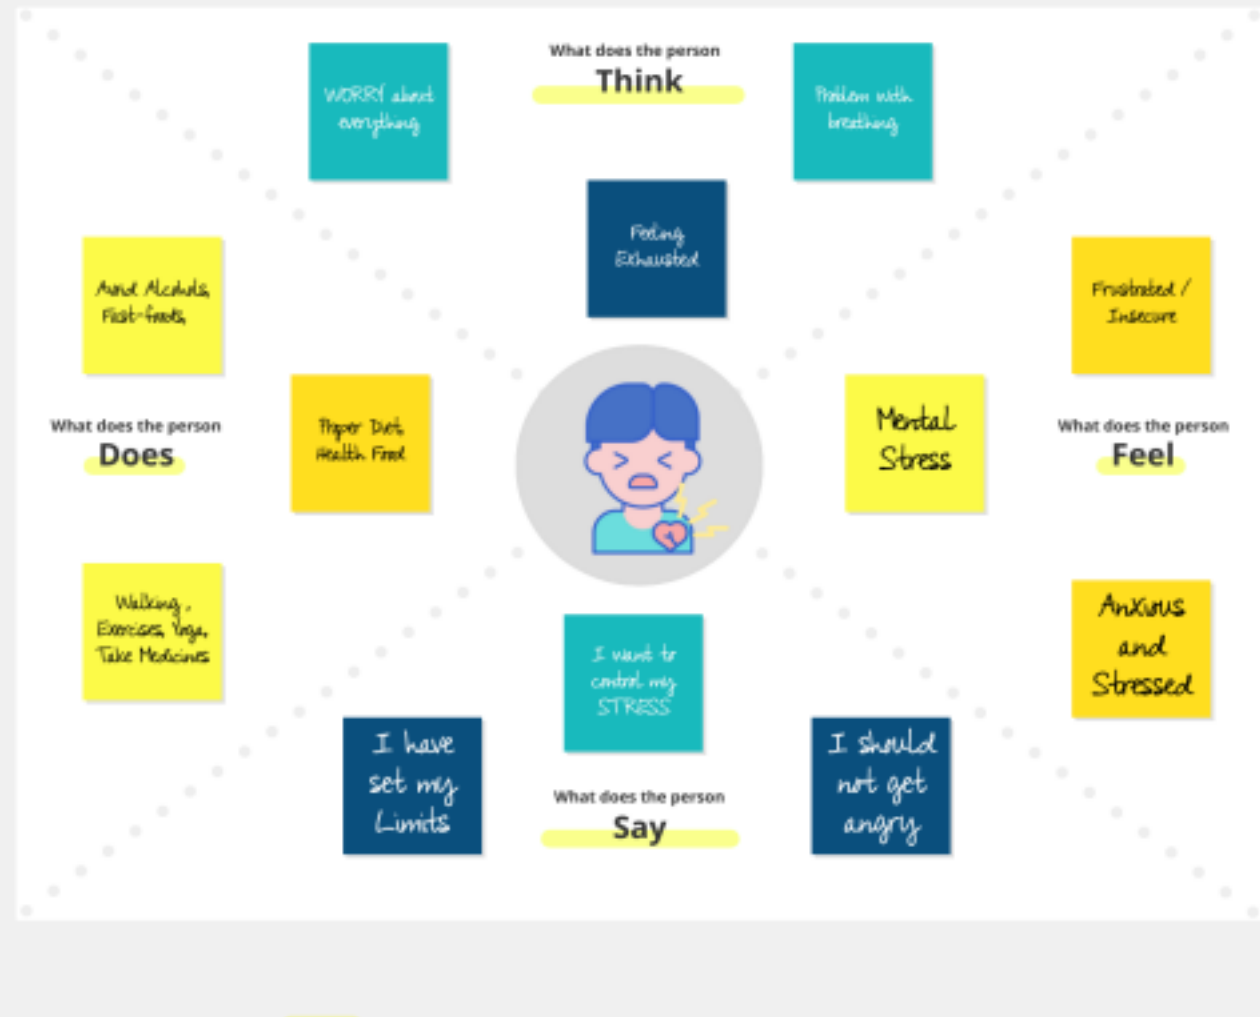 What does the person
Think
WORRY about
everything
Problem with
breathing
Feeling
Exhausted
Avoid Alcohols,
Fast-foods,
Frustrated /
Insecure
What does the person
Does
Proper Diet,
Health Food
Mental
Stress
What does the person
Feel
Walking,
Exercises, Yoga,
Take Medicines
Anxious
and
Stressed
I want to
control my
STRESS
I have
set my
Limits
I should
not get
angry
What does the person
Say